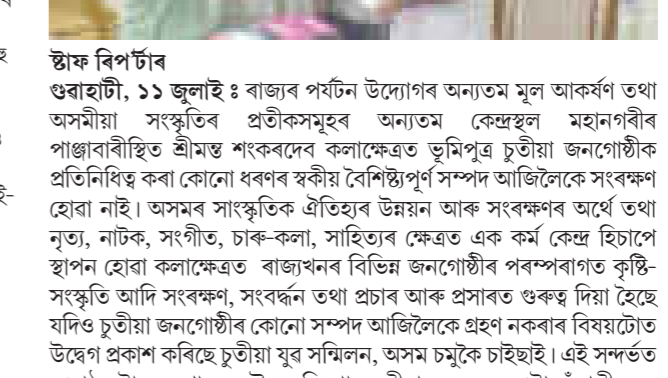 ষ্টাফ ৰিপৰ্টাৰ
গুৱাহাটী, ১১ জুলাই ঃ ৰাজ্যৰ পৰ্যটন উদ্যোগৰ অন্যতম মূল আকৰ্ষণ তথা
অসমীয়া সংস্কৃতিৰ প্ৰতীকসমূহৰ অন্যতম কেন্দ্ৰস্থল মহানগৰীৰ
পাঞ্জাবাৰীস্থিত শ্ৰীমন্ত শংকৰদেব কলাক্ষেত্ৰত ভূমিপুত্ৰ চুতীয়া জনগোষ্ঠীক
প্ৰতিনিধিত্ব কৰা কোনো ধৰণৰ স্বকীয় বৈশিষ্ট্যপূৰ্ণ সম্পদ আজিলৈকে সংৰক্ষণ
হোৱা নাই। অসমৰ সাংস্কৃতিক ঐতিহ্যৰ উন্নয়ন আৰু সংৰক্ষণৰ অৰ্থে তথা
নৃত্য, নাটক, সংগীত, চাৰু-কলা, সাহিত্যৰ ক্ষেত্ৰত এক কৰ্ম কেন্দ্ৰ হিচাপে
স্থাপন হোৱা কলাক্ষেত্ৰত ৰাজ্যখনৰ বিভিন্ন জনগোষ্ঠীৰ পৰম্পৰাগত কৃষ্টি-
সংস্কৃতি আদি সংৰক্ষণ, সংবৰ্দ্ধন তথা প্ৰচাৰ আৰু প্ৰসাৰত গুৰুত্ব দিয়া হৈছে
যদিও চুতীয়া জনগোষ্ঠীৰ কোনো সম্পদ আজিলৈকে গ্ৰহণ নকৰাৰ বিষয়টোত
উদ্বেগ প্ৰকাশ কৰিছে চুতীয়া যুৱ সন্মিলন, অসম চমুকৈ চাইছাই। এই সন্দৰ্ভত